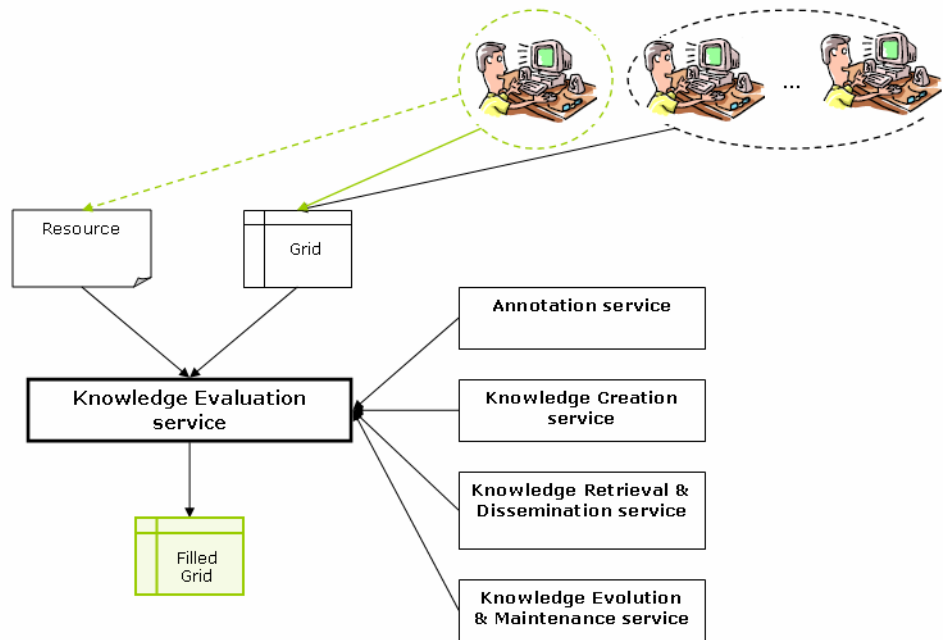 ...
Resource
Grid
Annotation service
Knowledge Evaluation
service
Knowledge Creation
service
Knowledge Retrieval &
Dissemination service
Filled
Grid
Knowledge Evolution
& Maintenance service